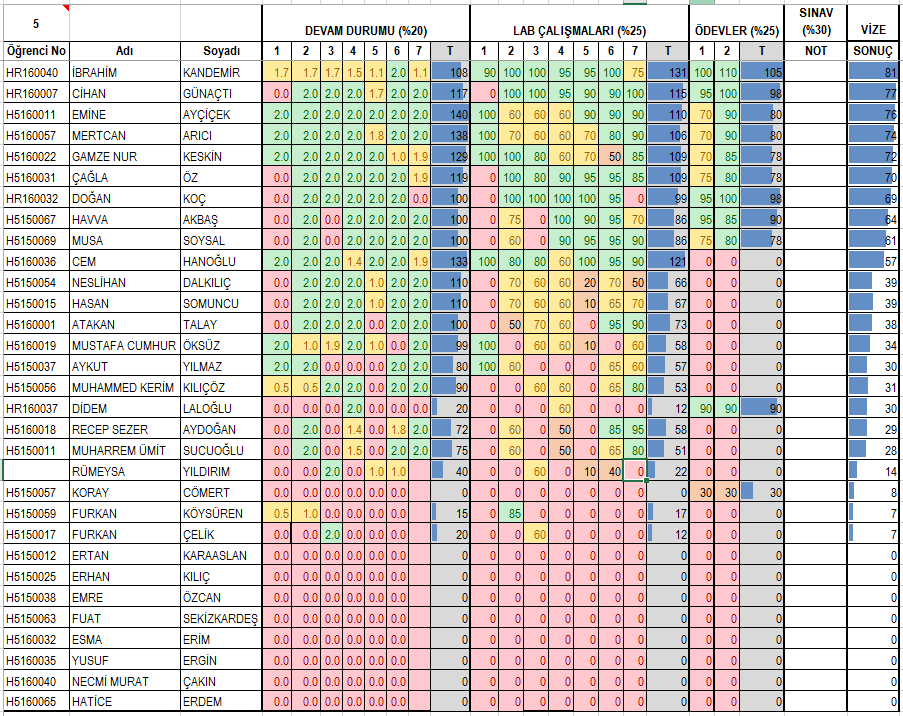 5 DEVAM DURUMU (%20) LAB ÇALIŞMALARI (%25) ÖDEVLER (%25) SINAV (%30) VİZE
Öğrenci No Adı Soyadı 1 2 3 4 5 6 7 T 1 2 3 4 5 6 7 T 1 2 T NOT SONUÇ
HR160040 İBRAHİM KANDEMİR 1.7 1.7 1.7 1.5 1.1 2.0 1.1 108 90 100 100 95 95 100 75 131 100 110 105 81
HR160007 CİHAN GÜNAÇTI 0.0 2.0 2.0 2.0 1.7 2.0 2.0 117 0 100 100 95 90 90 100 115 95 100 98 77
H5160011 EMİNE AYÇİÇEK 2.0 2.0 2.0 2.0 2.0 2.0 2.0 140 100 60 60 60 90 90 90 110 70 90 80 76
H5160057 MERTCAN ARICI 2.0 2.0 2.0 2.0 1.8 2.0 2.0 138 100 70 60 60 70 80 90 106 70 90 80 74
H5160022 GAMZE NUR KESKİN 2.0 2.0 2.0 2.0 2.0 1.0 1.9 129 100 100 80 60 70 50 85 109 70 85 78 72
H5160031 ÇAĞLA ÖZ 0.0 2.0 2.0 2.0 2.0 2.0 1.9 119 0 100 80 90 95 95 85 109 75 80 78 70
HR160032 DOĞAN KOÇ 0.0 2.0 2.0 2.0 2.0 2.0 0.0 100 0 100 100 100 100 95 0 99 95 100 98 69
H5150067 HAVVA AKBAŞ 0.0 2.0 0.0 2.0 2.0 2.0 2.0 100 0 75 0 100 90 95 70 86 95 85 90 64
H5150069 MUSA SOYSAL 0.0 2.0 0.0 2.0 2.0 2.0 2.0 100 0 60 0 90 95 95 90 86 75 80 78 61
H5160036 CEM HANOĞLU 2.0 2.0 2.0 1.4 2.0 2.0 1.9 133 100 80 80 60 100 95 90 121 0 0 0 57
H5150054 NESLİHAN DALKILIÇ 0.0 2.0 2.0 2.0 1.0 2.0 2.0 110 0 70 60 60 20 70 50 66 0 0 0 39
H5150015 HASAN SOMUNCU 0.0 2.0 2.0 2.0 1.0 2.0 2.0 110 0 70 60 60 10 65 70 67 0 0 0 39
H5160001 ATAKAN TALAY 0.0 2.0 2.0 2.0 0.0 2.0 2.0 100 0 50 70 60 0 95 90 73 0 0 0 38
H5160019 MUSTAFA CUMHUR ÖKSÜZ 2.0 1.0 1.9 2.0 1.0 0.0 2.0 99 100 0 60 60 10 0 60 58 0 0 0 34
H5150037 AYKUT YILMAZ 2.0 2.0 0.0 0.0 0.0 2.0 2.0 80 100 60 0 0 0 65 60 57 0 0 0 30
H5150056 MUHAMMED KERİM KILIÇÖZ 0.5 0.5 2.0 2.0 0.0 2.0 2.0 90 0 0 60 60 0 65 80 53 0 0 0 31
HR160037 DİDEM LALOĞLU 0.0 0.0 0.0 2.0 0.0 0.0 0.0 20 0 0 0 60 0 0 0 12 90 90 90 30
H5160018 RECEP SEZER AYDOĞAN 0.0 2.0 0.0 1.4 0.0 1.8 2.0 72 0 60 0 50 0 85 95 58 0 0 0 29
H5150011 MUHARREM ÜMİT SUCUOĞLU 0.0 2.0 0.0 1.5 0.0 2.0 2.0 75 0 60 0 50 0 65 80 51 0 0 0 28
RÜMEYSA YILDIRIM 0.0 0.0 2.0 0.0 1.0 1.0 40 0 0 60 0 10 40 0 22 0 0 0 14
H5150057 KORAY CÖMERT 0.0 0.0 0.0 0.0 0.0 0.0 0 0 0 0 0 0 0 0 0 30 30 30 8
H5150059 FURKAN KÖYSÜREN 0.5 1.0 0.0 0.0 0.0 0.0 15 0 85 0 0 0 0 0 17 0 0 0 7
H5150017 FURKAN ÇELİK 0.0 0.0 2.0 0.0 0.0 0.0 20 0 0 60 0 0 0 0 12 0 0 0 7
H5150012 ERTAN KARAASLAN 0.0 0.0 0.0 0.0 0.0 0.0 0 0 0 0 0 0 0 0 0 0 0 0 0
H5150025 ERHAN KILIÇ 0.0 0.0 0.0 0.0 0.0 0.0 0 0 0 0 0 0 0 0 0 0 0 0 0
H5150038 EMRE ÖZCAN 0.0 0.0 0.0 0.0 0.0 0.0 0 0 0 0 0 0 0 0 0 0 0 0 0
H5150063 FUAT SEKİZKARDEŞ 0.0 0.0 0.0 0.0 0.0 0.0 0 0 0 0 0 0 0 0 0 0 0 0 0
H5160032 ESMA ERİM 0.0 0.0 0.0 0.0 0.0 0.0 0 0 0 0 0 0 0 0 0 0 0 0 0
H5160035 YUSUF ERGİN 0.0 0.0 0.0 0.0 0.0 0.0 0 0 0 0 0 0 0 0 0 0 0 0 0
H5160040 NECMİ MURAT ÇAKIN 0.0 0.0 0.0 0.0 0.0 0.0 0 0 0 0 0 0 0 0 0 0 0 0 0
H5160065 HATİCE ERDEM 0.0 0.0 0.0 0.0 0.0 0.0 0 0 0 0 0 0 0 0 0 0 0 0 0